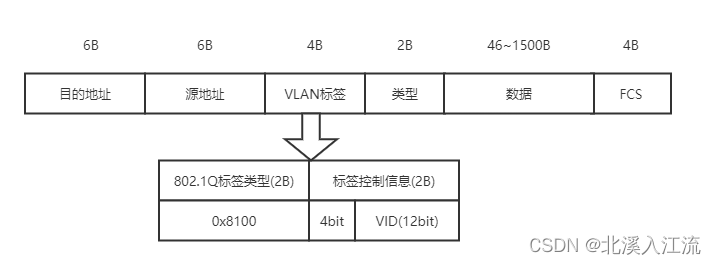 6B 6B 4B 2B 46~1500B 4B
目的地址 源地址 VLAN标签 类型 数据 FCS
802.1Q标签类型(2B) 标签控制信息(2B)
0x8100 4bit VID(12bit)
CSDN @北溪入江流